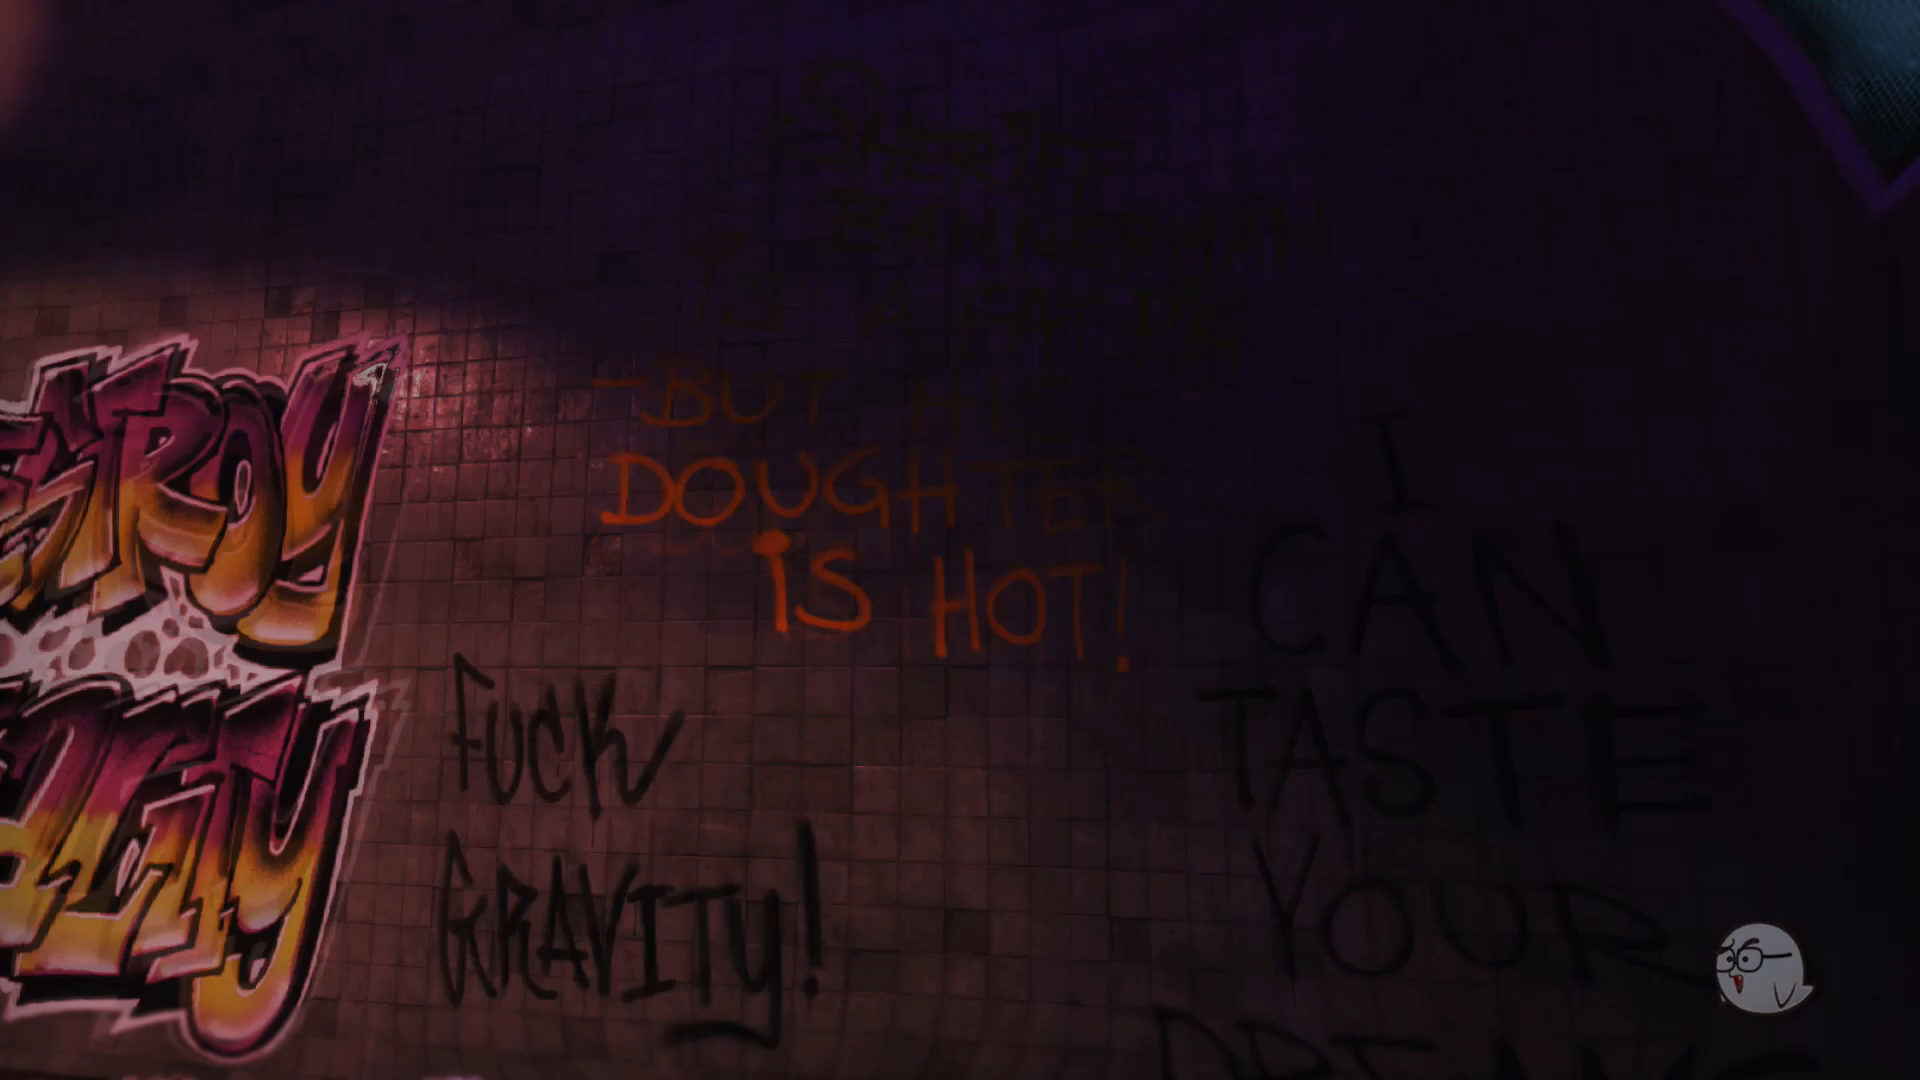 SHERIFF
BANNERMAN
IS A FAT PIG
-BUT HIS
DOUGHTER
IS HOT!
FUCK
GRAVITY!
I
CAN
TASTE
YOUR